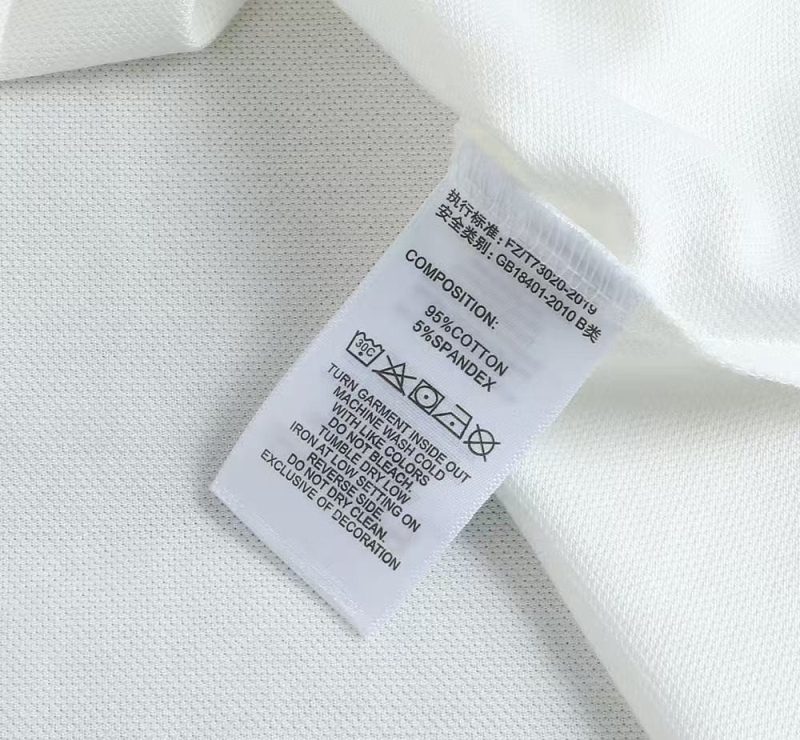 执行标准：FZ/T73020-2019
安全类别：GB18401-2010 B类
COMPOSITION:
95%COTTON
5%SPANDEX
30C
TURN GARMENT INSIDE OUT
MACHINE WASH COLD
WITH LIKE COLORS
DO NOT BLEACH,
TUMBLE DRY LOW
IRON AT LOW SETTING ON
REVERSE SIDE.
DO NOT DRY CLEAN.
EXCLUSIVE OF DECORATION